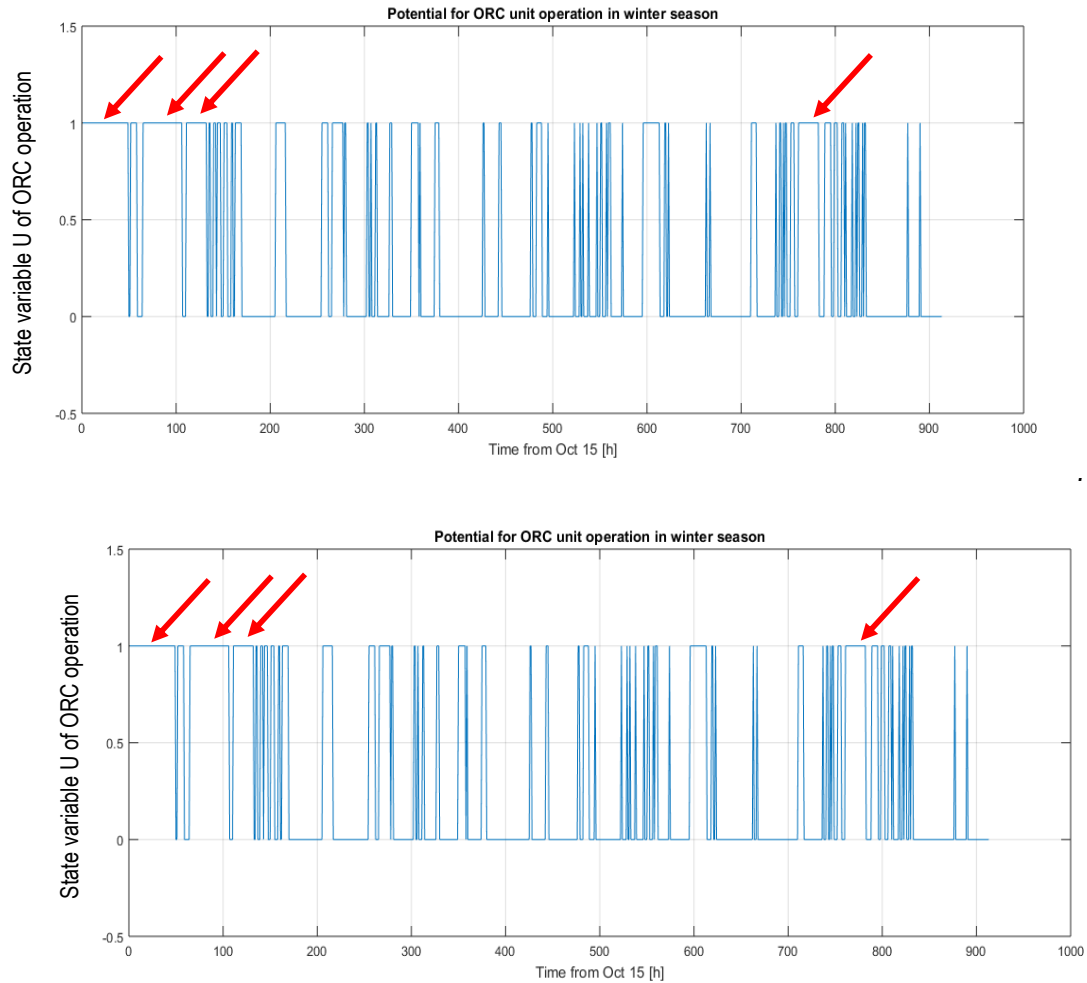 Potential for ORC unit operation in winter season
State variable U of ORC operation
1.5
1
0.5
0
-0.5
0 100 200 300 400 500 600 700 800 900 1000
Time from Oct 15 [h]
.
Potential for ORC unit operation in winter season
State variable U of ORC operation
1.5
1
0.5
0
-0.5
0 100 200 300 400 500 600 700 800 900 1000
Time from Oct 15 [h]